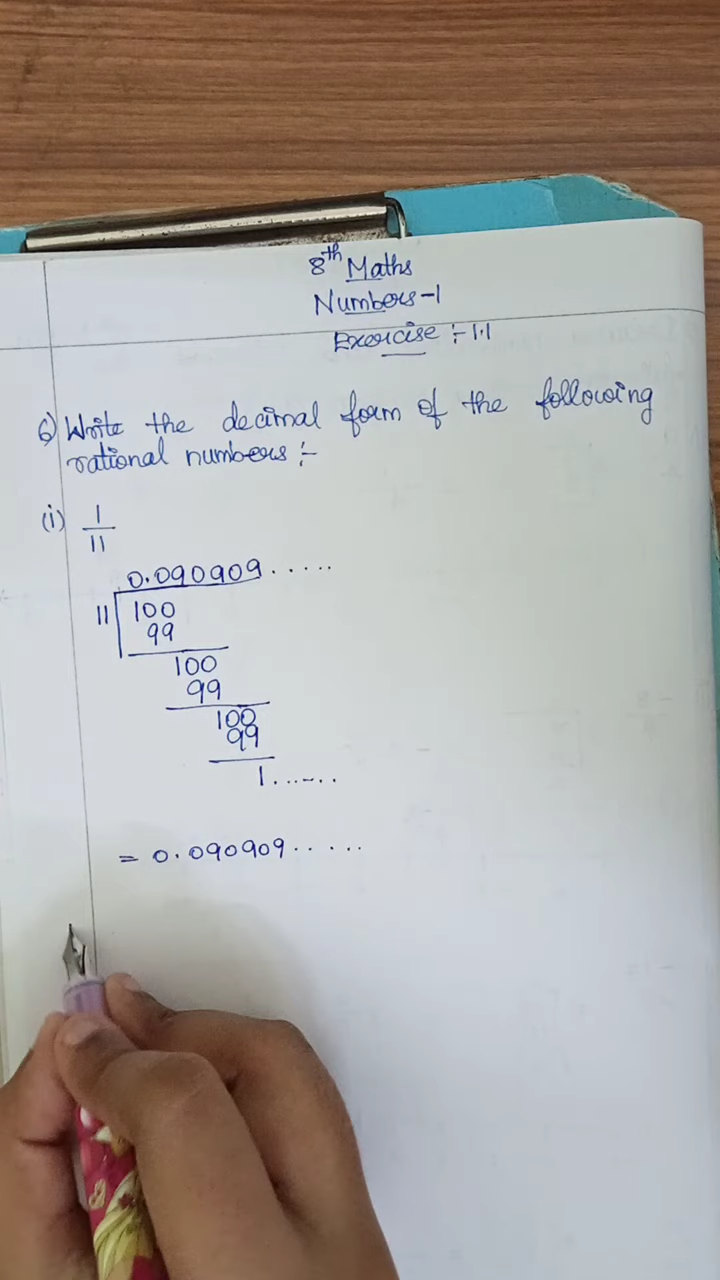 8th Maths
Numbers-1
Exercise :- 1.1
6) Write the decimal form of the following
rational numbers :-
(i) 1
11
0.090909.....
11 100
99
100
99
100
99
1......
= 0.090909.....